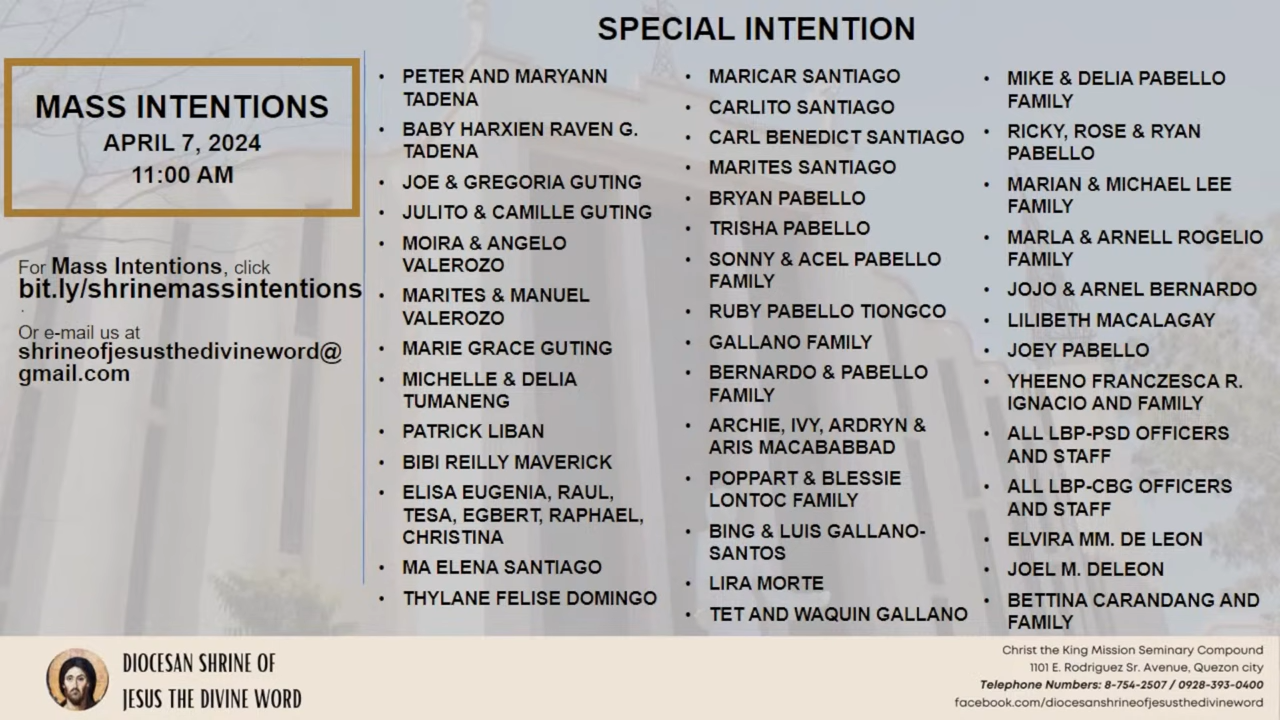 SPECIAL INTENTION
MASS INTENTIONS
APRIL 7, 2024
11:00 AM
For Mass Intentions, click
bit.ly/shrinemassintentions
.
Or e-mail us at
shrineofjesusthedivineword@
gmail.com
• PETER AND MARYANN
TADENA
• BABY HARXIEN RAVEN G.
TADENA
• JOE & GREGORIA GUTING
• JULITO & CAMILLE GUTING
• MOIRA & ANGELO
VALEROZO
• MARITES & MANUEL
VALEROZO
• MARIE GRACE GUTING
• MICHELLE & DELIA
TUMANENG
• PATRICK LIBAN
• BIBI REILLY MAVERICK
• ELISA EUGENIA, RAUL,
TESA, EGBERT, RAPHAEL,
CHRISTINA
• MA ELENA SANTIAGO
• THYLANE FELISE DOMINGO
• MARICAR SANTIAGO
• CARLITO SANTIAGO
• CARL BENEDICT SANTIAGO
• MARITES SANTIAGO
• BRYAN PABELLO
• TRISHA PABELLO
• SONNY & ACEL PABELLO
FAMILY
• RUBY PABELLO TIONGCO
• GALLANO FAMILY
• BERNARDO & PABELLO
FAMILY
• ARCHIE, IVY, ARDRYN &
ARIS MACABABBAD
• POPPART & BLESSIE
LONTOC FAMILY
• BING & LUIS GALLANO-
SANTOS
• LIRA MORTE
• TET AND WAQUIN GALLANO
• MIKE & DELIA PABELLO
FAMILY
• RICKY, ROSE & RYAN
PABELLO
• MARIAN & MICHAEL LEE
FAMILY
• MARLA & ARNELL ROGELIO
FAMILY
• JOJO & ARNEL BERNARDO
• LILIBETH MACALAGAY
• JOEY PABELLO
• YHEENO FRANCZESCA R.
IGNACIO AND FAMILY
• ALL LBP-PSD OFFICERS
AND STAFF
• ALL LBP-CBG OFFICERS
AND STAFF
• ELVIRA MM. DE LEON
• JOEL M. DELEON
• BETTINA CARANDANG AND
FAMILY
DIOCESAN SHRINE OF
JESUS THE DIVINE WORD
Christ the King Mission Seminary Compound
1101 E. Rodriguez Sr. Avenue, Quezon city
Telephone Numbers: 8-754-2507 / 0928-393-0400
facebook.com/diocesanshrineofjesusthedivineword